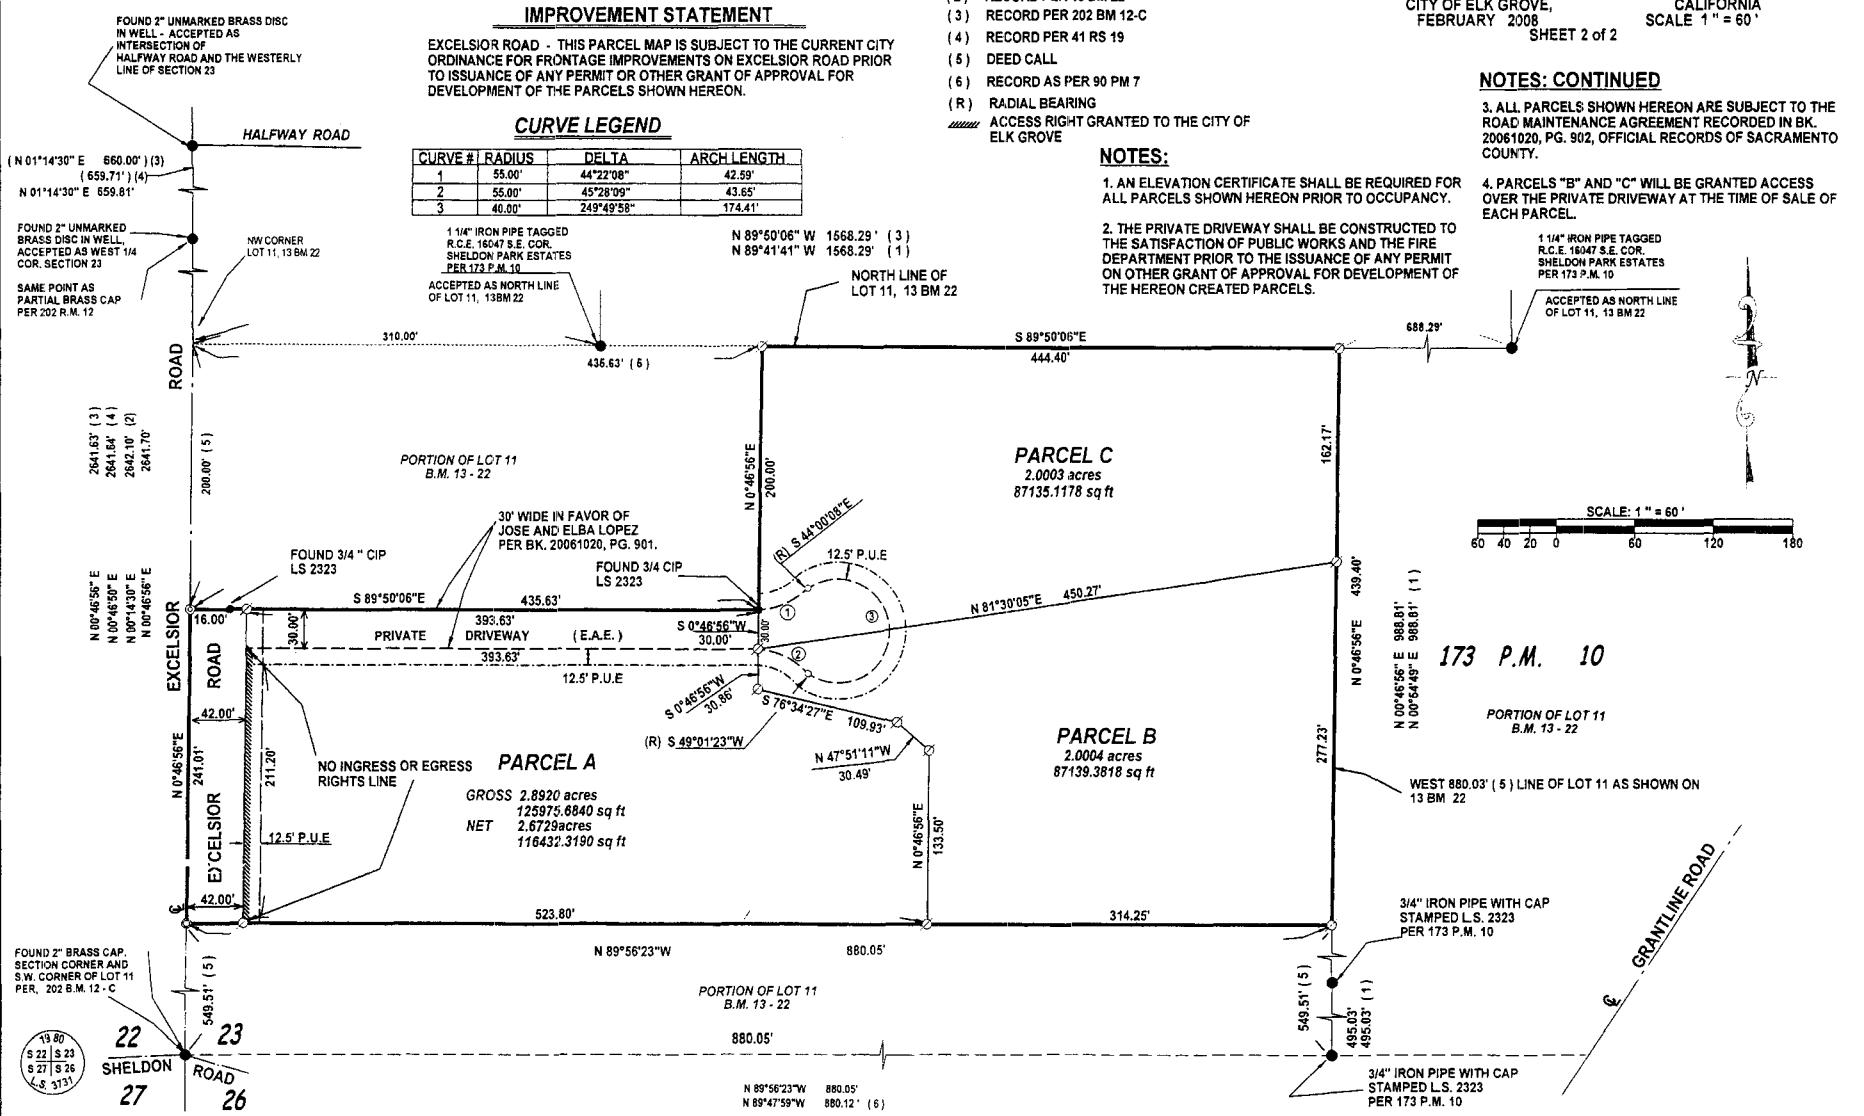 FOUND 2" UNMARKED BRASS DISC
IN WELL - ACCEPTED AS
INTERSECTION OF
HALFWAY ROAD AND THE WESTERLY
LINE OF SECTION 23
IMPROVEMENT STATEMENT
EXCELSIOR ROAD - THIS PARCEL MAP IS SUBJECT TO THE CURRENT CITY
ORDINANCE FOR FRONTAGE IMPROVEMENTS ON EXCELSIOR ROAD PRIOR
TO ISSUANCE OF ANY PERMIT OR OTHER GRANT OF APPROVAL FOR
DEVELOPMENT OF THE PARCELS SHOWN HEREON.
(3) RECORD PER 202 BM 12-C
(4) RECORD PER 41 RS 19
(5) DEED CALL
(6) RECORD AS PER 90 PM 7
(R) RADIAL BEARING
ACCESS RIGHT GRANTED TO THE CITY OF
ELK GROVE
CITY OF ELK GROVE, CALIFORNIA
FEBRUARY 2008 SCALE 1" = 60'
SHEET 2 of 2
NOTES: CONTINUED
3. ALL PARCELS SHOWN HEREON ARE SUBJECT TO THE
ROAD MAINTENANCE AGREEMENT RECORDED IN BK.
20061020, PG. 902, OFFICIAL RECORDS OF SACRAMENTO
COUNTY.
4. PARCELS "B" AND "C" WILL BE GRANTED ACCESS
OVER THE PRIVATE DRIVEWAY AT THE TIME OF SALE OF
EACH PARCEL.
NOTES:
1. AN ELEVATION CERTIFICATE SHALL BE REQUIRED FOR
ALL PARCELS SHOWN HEREON PRIOR TO OCCUPANCY.
2. THE PRIVATE DRIVEWAY SHALL BE CONSTRUCTED TO
THE SATISFACTION OF PUBLIC WORKS AND THE FIRE
DEPARTMENT PRIOR TO THE ISSUANCE OF ANY PERMIT
ON OTHER GRANT OF APPROVAL FOR DEVELOPMENT OF
THE HEREON CREATED PARCELS.
CURVE LEGEND
CURVE # RADIUS DELTA ARCH LENGTH
1 55.00' 44°22'08" 42.59'
2 55.00' 45°28'09" 43.65'
3 40.00' 249°49'58" 174.41'
HALFWAY ROAD
(N 01°14'30" E 660.00') (3)
(659.71') (4)
N 01°14'30" E 659.81'
FOUND 2" UNMARKED
BRASS DISC IN WELL,
ACCEPTED AS WEST 1/4
COR. SECTION 23
SAME POINT AS
PARTIAL BRASS CAP
PER 202 R.M. 12
NW CORNER
LOT 11, 13 BM 22
1 1/4" IRON PIPE TAGGED
R.C.E. 16047 S.E. COR.
SHELDON PARK ESTATES
PER 173 P.M. 10
ACCEPTED AS NORTH LINE
OF LOT 11, 13BM 22
N 89°50'06" W 1568.29' (3)
N 89°41'41" W 1568.29' (1)
NORTH LINE OF
LOT 11, 13 BM 22
1 1/4" IRON PIPE TAGGED
R.C.E. 16047 S.E. COR.
SHELDON PARK ESTATES
PER 173 P.M. 10
ACCEPTED AS NORTH LINE
OF LOT 11, 13 BM 22
310.00'
435.63' (5)
S 89°50'06"E
444.40'
688.29'
N
ROAD
2641.63' (3)
2641.64' (4)
2642.10' (2)
2641.70'
200.00' (5)
PORTION OF LOT 11
B.M. 13 - 22
N 0°46'56"E
200.00'
PARCEL C
2.0003 acres
87135.1178 sq ft
162.17'
SCALE: 1" = 60'
60 40 20 0 60 120 180
30' WIDE IN FAVOR OF
JOSE AND ELBA LOPEZ
PER BK. 20061020, PG. 901.
FOUND 3/4" CIP
LS 2323
FOUND 3/4 CIP
LS 2323
(R) S 44°00'08"E
12.5' P.U.E
N 00°46'56" E
N 00°46'50" E
N 00°14'30" E
N 00°46'56" E
S 89°50'06"E 435.63'
16.00'
393.63'
30.00'
PRIVATE DRIVEWAY (E.A.E.)
393.63'
12.5' P.U.E
S 0°46'56"W
30.00'
30.00'
1
2
3
N 81°30'05"E 450.27'
439.40'
N 0°46'56"E
N 00°46'56" E 988.81'
N 00°54'49" E 988.81' (1)
173 P.M. 10
PORTION OF LOT 11
B.M. 13 - 22
EXCELSIOR
ROAD
EXCELSIOR
42.00'
N 0°46'56"E
241.01'
211.20'
12.5' P.U.E
42.00'
NO INGRESS OR EGRESS
RIGHTS LINE
PARCEL A
GROSS 2.8920 acres
125975.6840 sq ft
NET 2.6729acres
116432.3190 sq ft
S 0°46'56"W
30.86'
S 76°34'27"E
109.93'
(R) S 49°01'23"W
N 47°51'11"W
30.49'
N 0°46'56"E
133.50'
PARCEL B
2.0004 acres
87139.3818 sq ft
277.23'
WEST 880.03' (5) LINE OF LOT 11 AS SHOWN ON
13 BM 22
523.80'
314.25'
N 89°56'23"W 880.05'
3/4" IRON PIPE WITH CAP
STAMPED L.S. 2323
PER 173 P.M. 10
GRANTLINE ROAD
FOUND 2" BRASS CAP.
SECTION CORNER AND
S.W. CORNER OF LOT 11
PER, 202 B.M. 12 - C
549.51' (5)
PORTION OF LOT 11
B.M. 13 - 22
549.51' (5)
495.03'
495.03' (1)
1980
S 22 S 23
S 27 S 26
L.S. 3731
22 23
SHELDON ROAD
27 26
880.05'
N 89°56'23"W 880.05'
N 89°47'59"W 880.12' (6)
3/4" IRON PIPE WITH CAP
STAMPED L.S. 2323
PER 173 P.M. 10